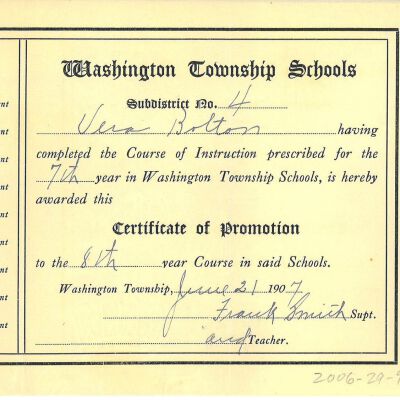 Washington Township Schools
Subdistrict No. 4
Vera Bolton having
completed the Course of Instruction prescribed for the
7th year in Washington Township Schools, is hereby
awarded this
Certificate of Promotion
to the 8th year Course in said Schools.
Washington Township, June 21 1907
Frank Smith Supt.
and Teacher.
2006-29-